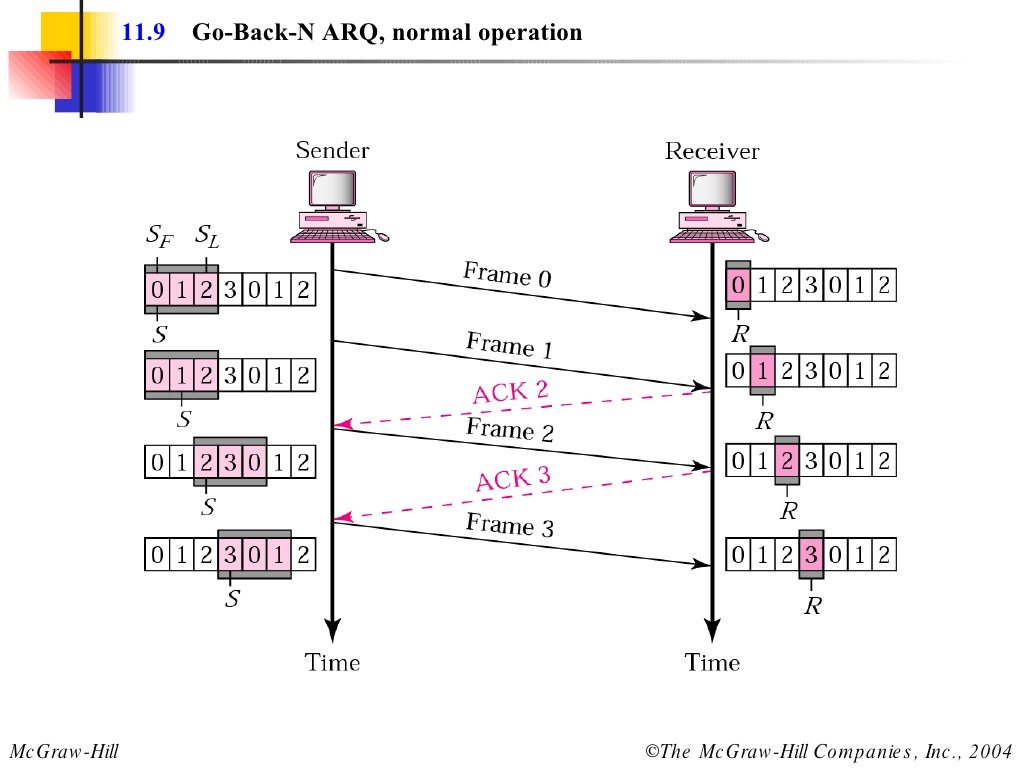 11.9 Go-Back-N ARQ, normal operation
Sender
Receiver
SF SL
0 1 2 3 0 1 2
S
Frame 0
0 1 2 3 0 1 2
R
0 1 2 3 0 1 2
S
Frame 1
0 1 2 3 0 1 2
R
ACK 2
0 1 2 3 0 1 2
S
Frame 2
0 1 2 3 0 1 2
R
ACK 3
0 1 2 3 0 1 2
S
Frame 3
0 1 2 3 0 1 2
R
Time
Time
McGraw-Hill
©The McGraw-Hill Companies, Inc., 2004